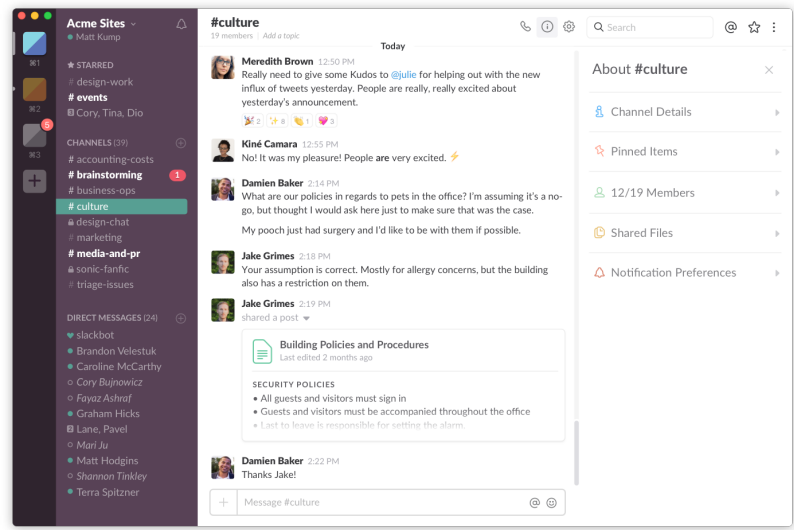 ⌘1
⌘2
5
⌘3
+
Acme Sites
Matt Kump
STARRED
# design-work
# events
3 Cory, Tina, Dio
CHANNELS (39)
# accounting-costs
# brainstorming 1
# business-ops
# culture
design-chat
# marketing
# media-and-pr
sonic-fanfic
# triage-issues
DIRECT MESSAGES (24)
slackbot
Brandon Velestuk
Caroline McCarthy
Cory Bujnowicz
Fayaz Ashraf
Graham Hicks
2 Lane, Pavel
Mari Ju
Matt Hodgins
Shannon Tinkley
Terra Spitzner
#culture
19 members | Add a topic
Search
Today
Meredith Brown 12:50 PM
Really need to give some Kudos to @julie for helping out with the new
influx of tweets yesterday. People are really, really excited about
yesterday's announcement.
2 8 1 3
Kiné Camara 12:55 PM
No! It was my pleasure! People are very excited.
Damien Baker 2:14 PM
What are our policies in regards to pets in the office? I'm assuming it's a no-
go, but thought I would ask here just to make sure that was the case.
My pooch just had surgery and I'd like to be with them if possible.
Jake Grimes 2:18 PM
Your assumption is correct. Mostly for allergy concerns, but the building
also has a restriction on them.
Jake Grimes 2:19 PM
shared a post
Building Policies and Procedures
Last edited 2 months ago
SECURITY POLICIES
• All guests and visitors must sign in
• Guests and visitors must be accompanied throughout the office
• Last to leave is responsible for setting the alarm.
Damien Baker 2:22 PM
Thanks Jake!
Message #culture
About #culture
Channel Details
Pinned Items
12/19 Members
Shared Files
Notification Preferences